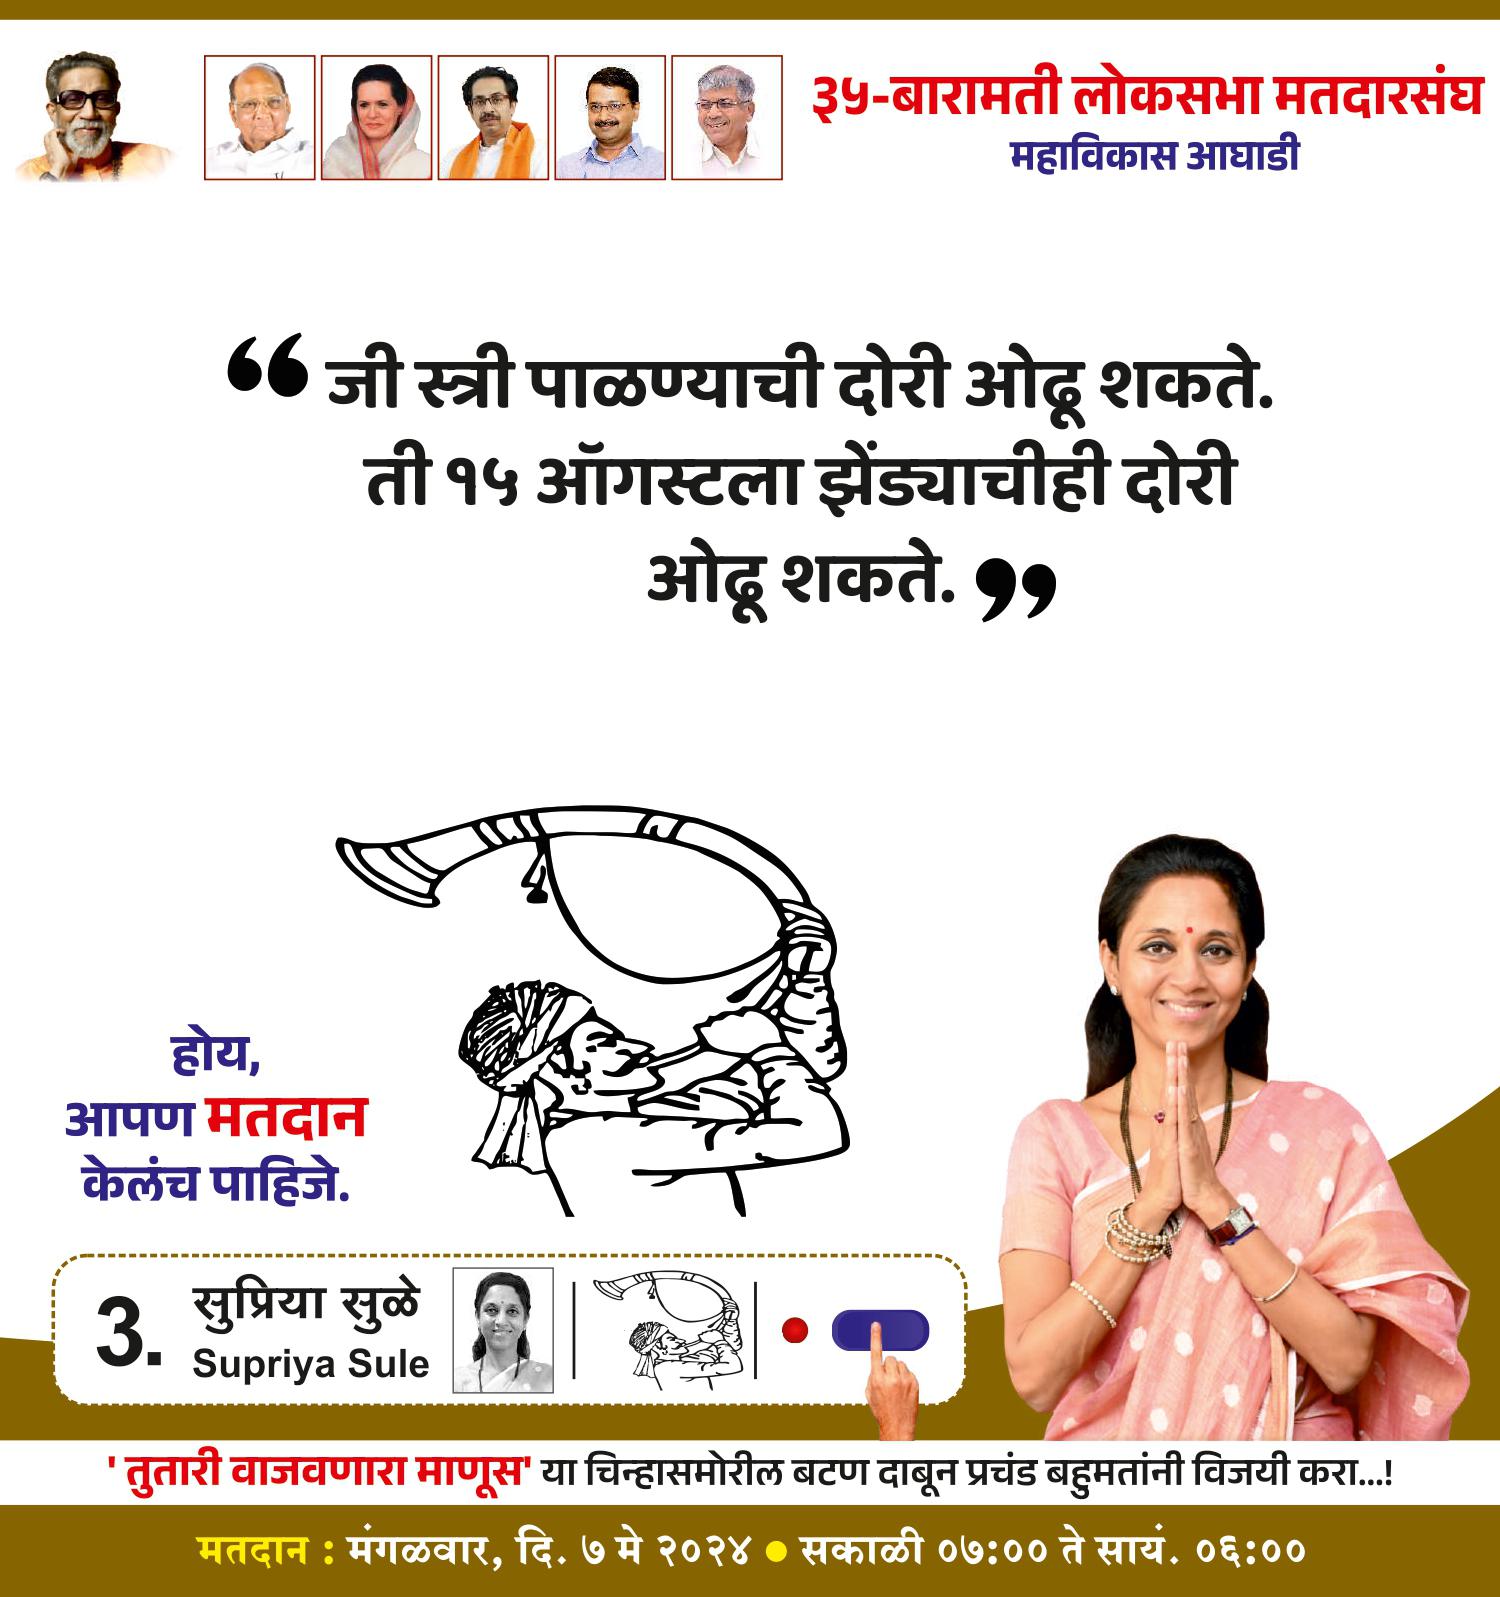 ३५-बारामती लोकसभा मतदारसंघ
महाविकास आघाडी
“ जी स्त्री पाळण्याची दोरी ओढू शकते.
ती १५ ऑगस्टला झेंड्याचीही दोरी
ओढू शकते. ”
होय,
आपण मतदान
केलंच पाहिजे.
3. सुप्रिया सुळे
Supriya Sule
' तुतारी वाजवणारा माणूस' या चिन्हासमोरील बटण दाबून प्रचंड बहुमतांनी विजयी करा...!
मतदान : मंगळवार, दि. ७ मे २०२४ ● सकाळी ०७:०० ते सायं. ०६:००